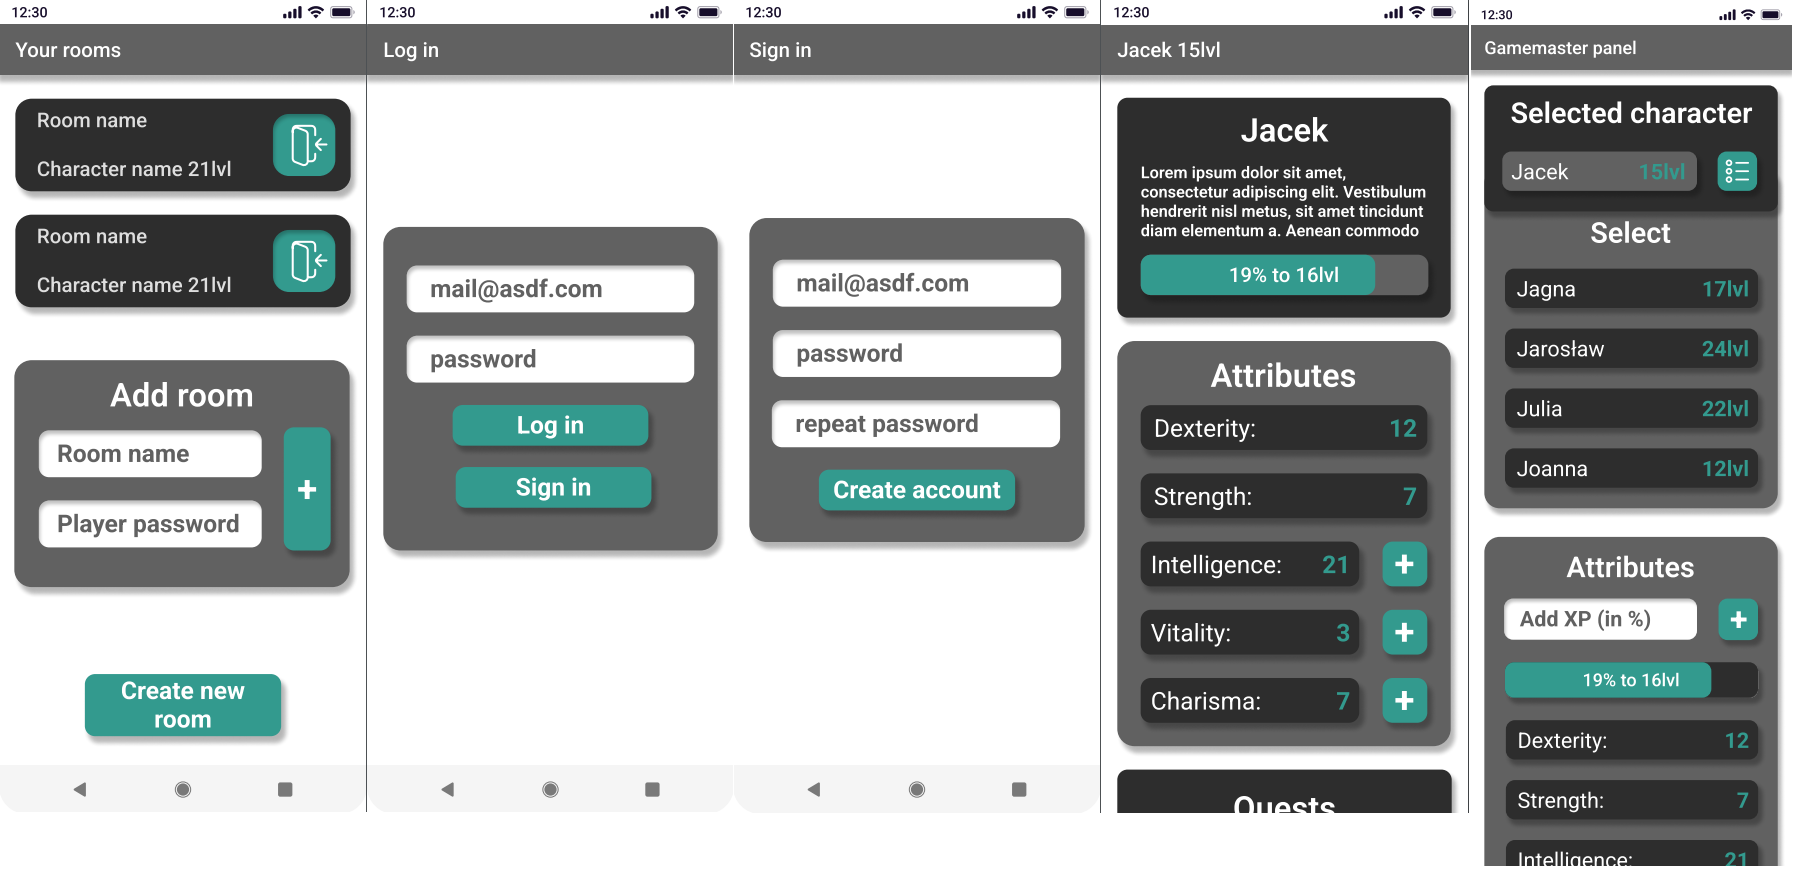 12:30
Your rooms
Room name
Character name 21lvl
Room name
Character name 21lvl
Add room
Room name
Player password
+
Create new
room
12:30
Log in
mail@asdf.com
password
Log in
Sign in
12:30
Sign in
mail@asdf.com
password
repeat password
Create account
12:30
Jacek 15lvl
Jacek
Lorem ipsum dolor sit amet,
consectetur adipiscing elit. Vestibulum
hendrerit nisl metus, sit amet tincidunt
diam elementum a. Aenean commodo
19% to 16lvl
Attributes
Dexterity: 12
Strength: 7
Intelligence: 21 +
Vitality: 3 +
Charisma: 7 +
Quests
12:30
Gamemaster panel
Selected character
Jacek 15lvl
Select
Jagna 17lvl
Jarosław 24lvl
Julia 22lvl
Joanna 12lvl
Attributes
Add XP (in %) +
19% to 16lvl
Dexterity: 12
Strength: 7
Intelligence: 21